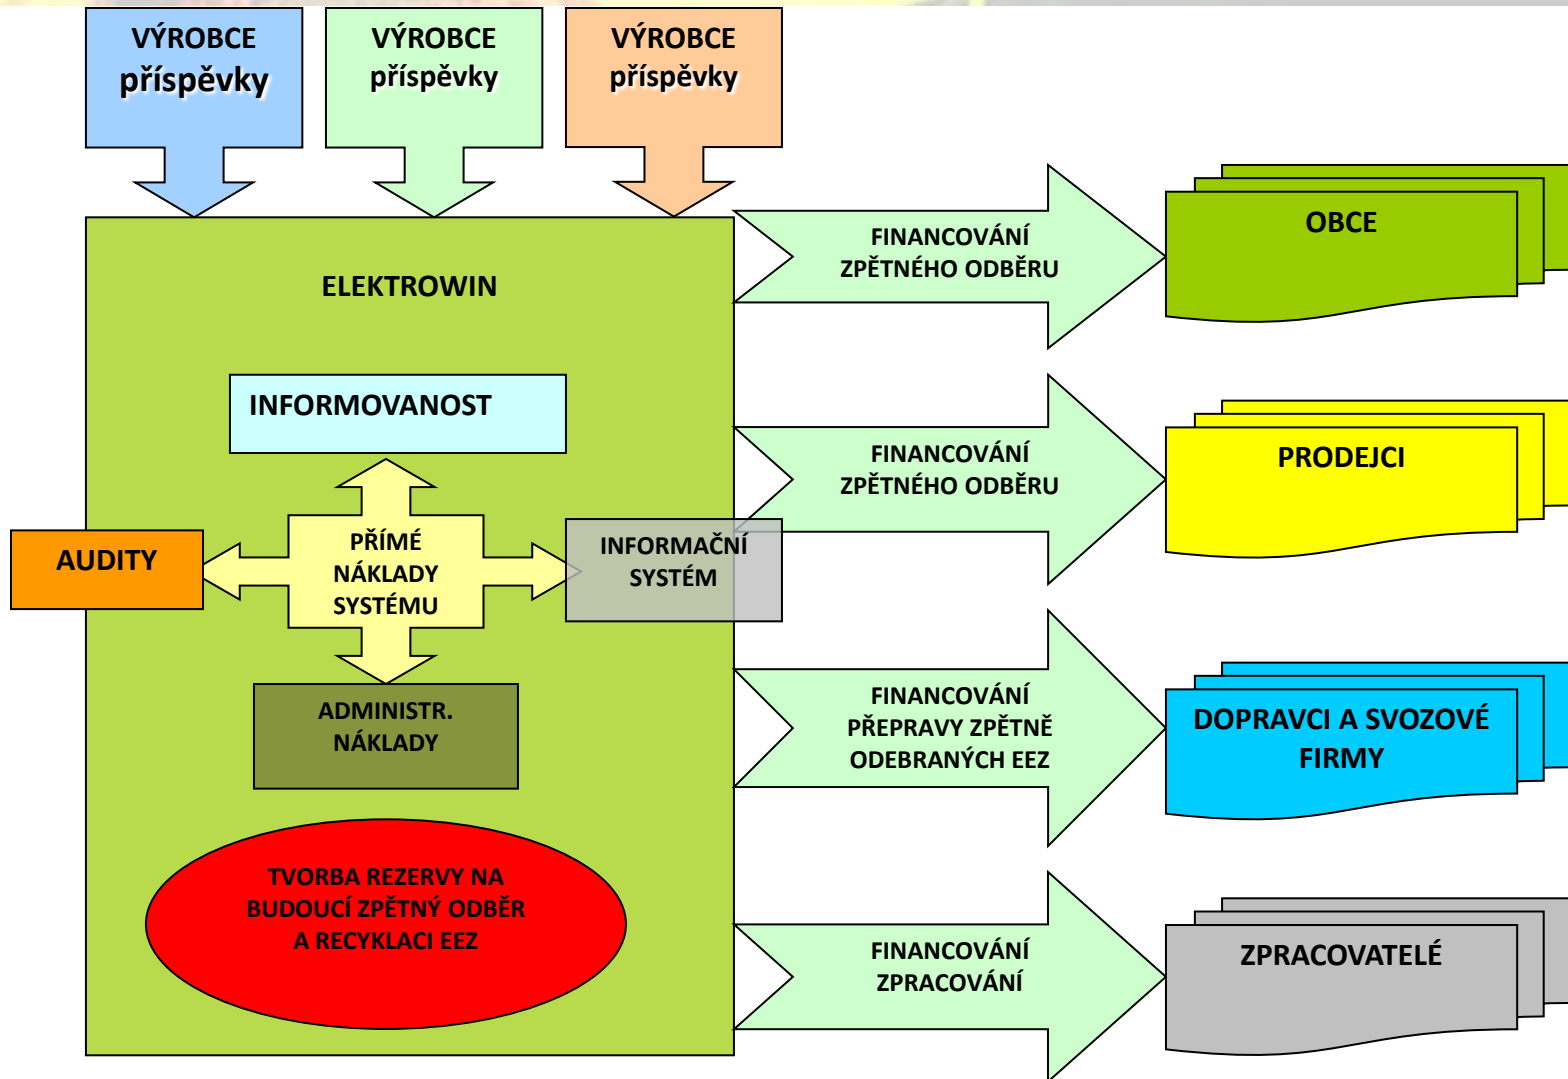 VÝROBCE
příspěvky
VÝROBCE
příspěvky
VÝROBCE
příspěvky
ELEKTROWIN
INFORMOVANOST
AUDITY
PŘÍMÉ
NÁKLADY
SYSTÉMU
INFORMAČNÍ
SYSTÉM
ADMINISTR.
NÁKLADY
TVORBA REZERVY NA
BUDOUCÍ ZPĚTNÝ ODBĚR
A RECYKLACI EEZ
FINANCOVÁNÍ
ZPĚTNÉHO ODBĚRU
OBCE
FINANCOVÁNÍ
ZPĚTNÉHO ODBĚRU
PRODEJCI
FINANCOVÁNÍ
PŘEPRAVY ZPĚTNĚ
ODEBRANÝCH EEZ
DOPRAVCI A SVOZOVÉ
FIRMY
FINANCOVÁNÍ
ZPRACOVÁNÍ
ZPRACOVATELÉ